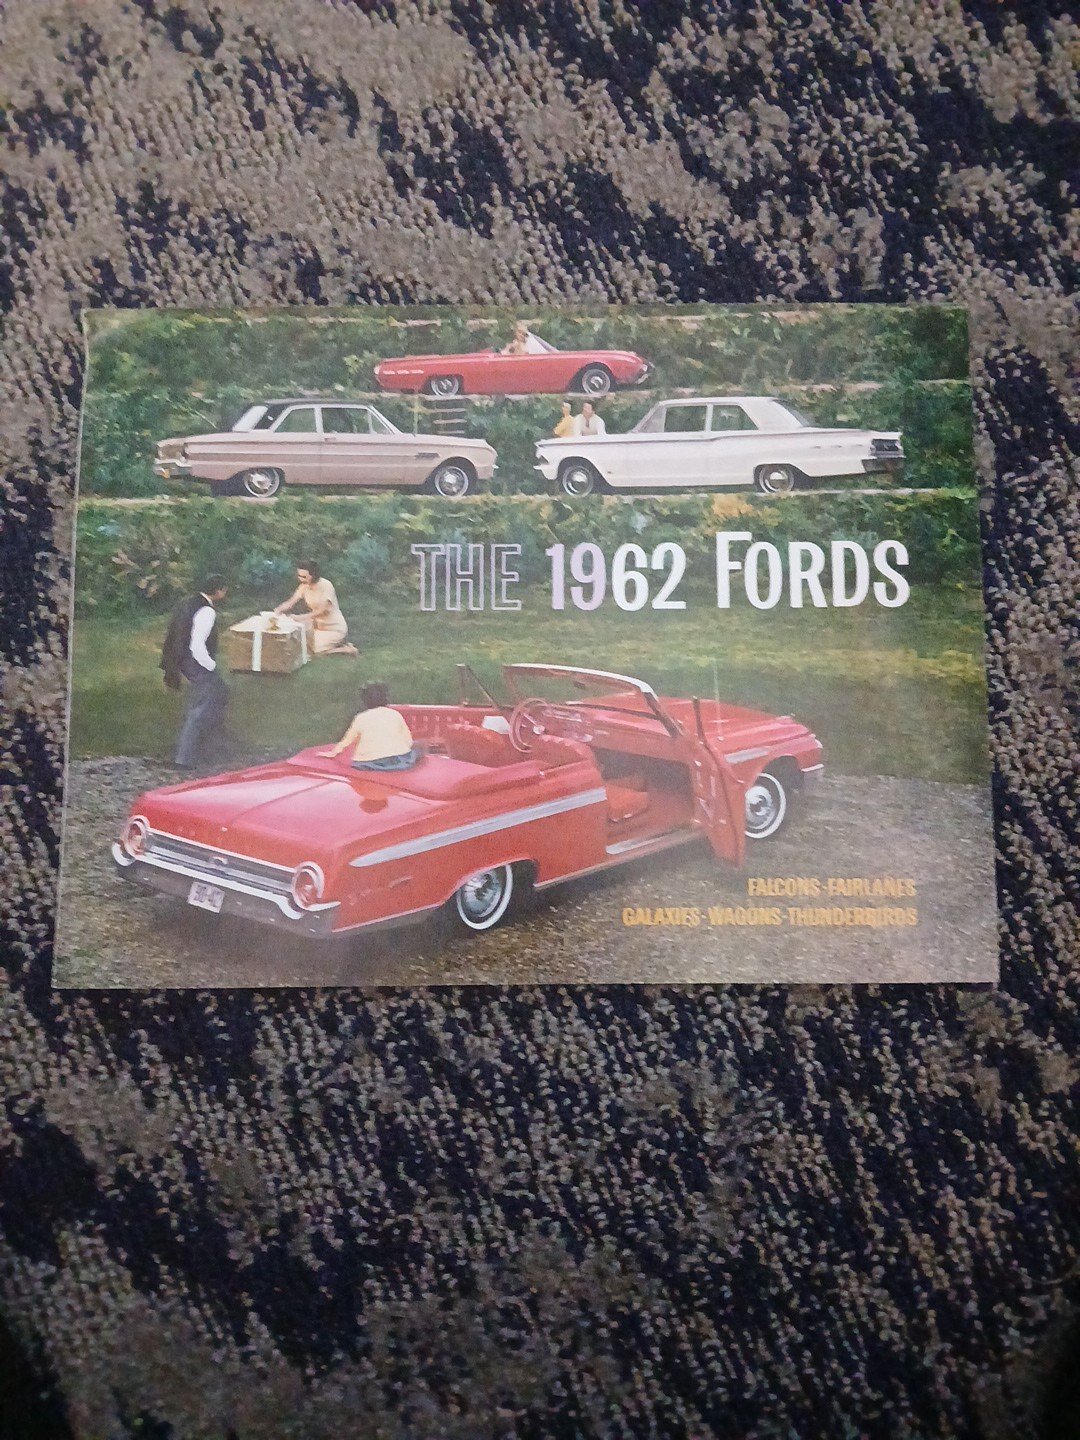 THE 1962 FORDS
FALCONS·FAIRLANES
GALAXIES·WAGONS·THUNDERBIRDS